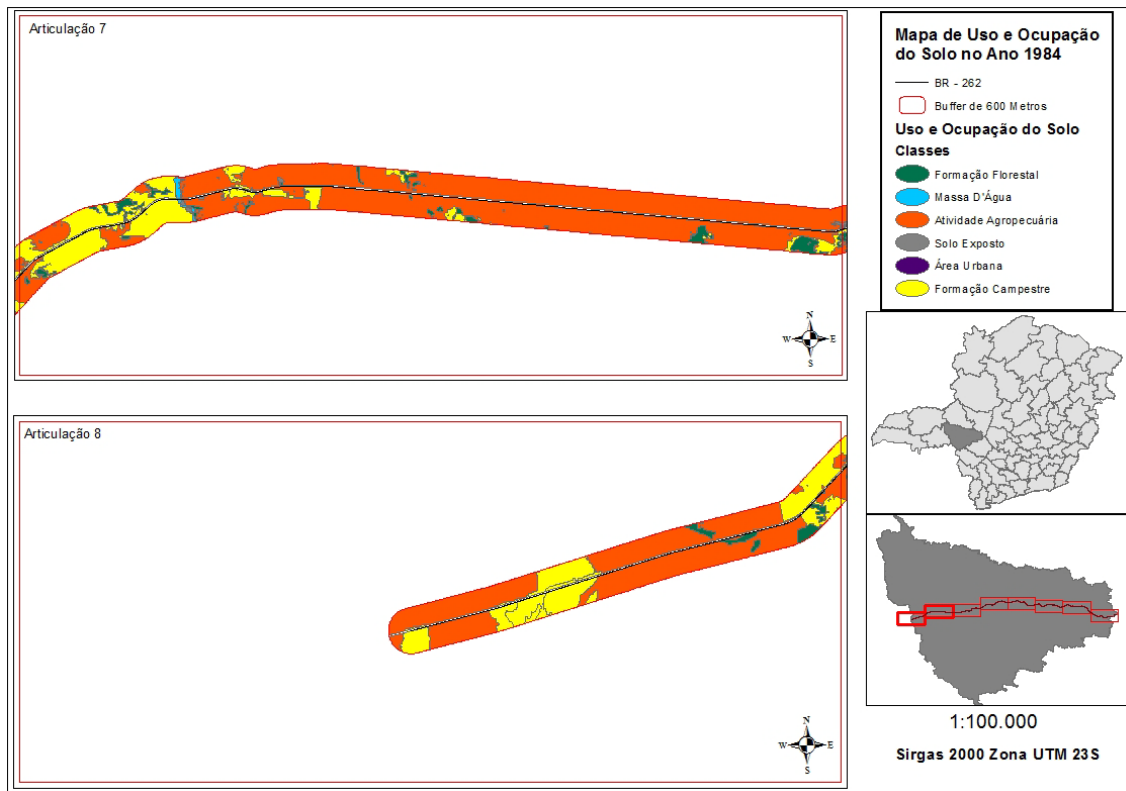 Articulação 7
N
W
E
S
Articulação 8
N
W
E
S
Mapa de Uso e Ocupação
do Solo no Ano 1984
BR - 262
Buffer de 600 Metros
Uso e Ocupação do Solo
Classes
Formação Florestal
Massa D'Água
Atividade Agropecuária
Solo Exposto
Área Urbana
Formação Campestre
1:100.000
Sirgas 2000 Zona UTM 23S